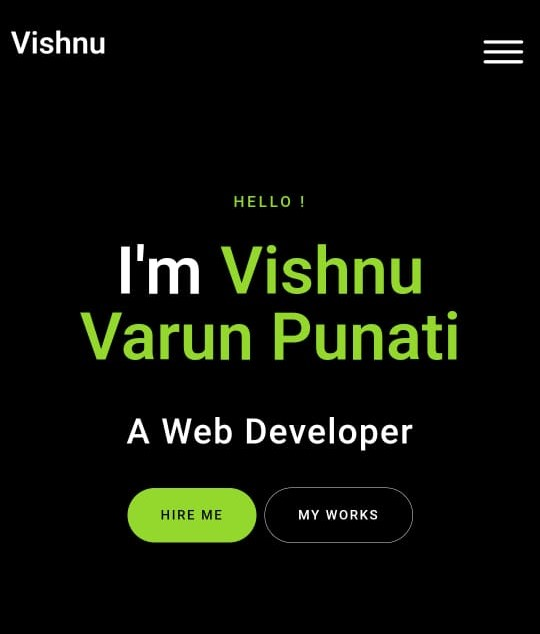 Vishnu
HELLO !
I'm Vishnu
Varun Punati
A Web Developer
HIRE ME
MY WORKS